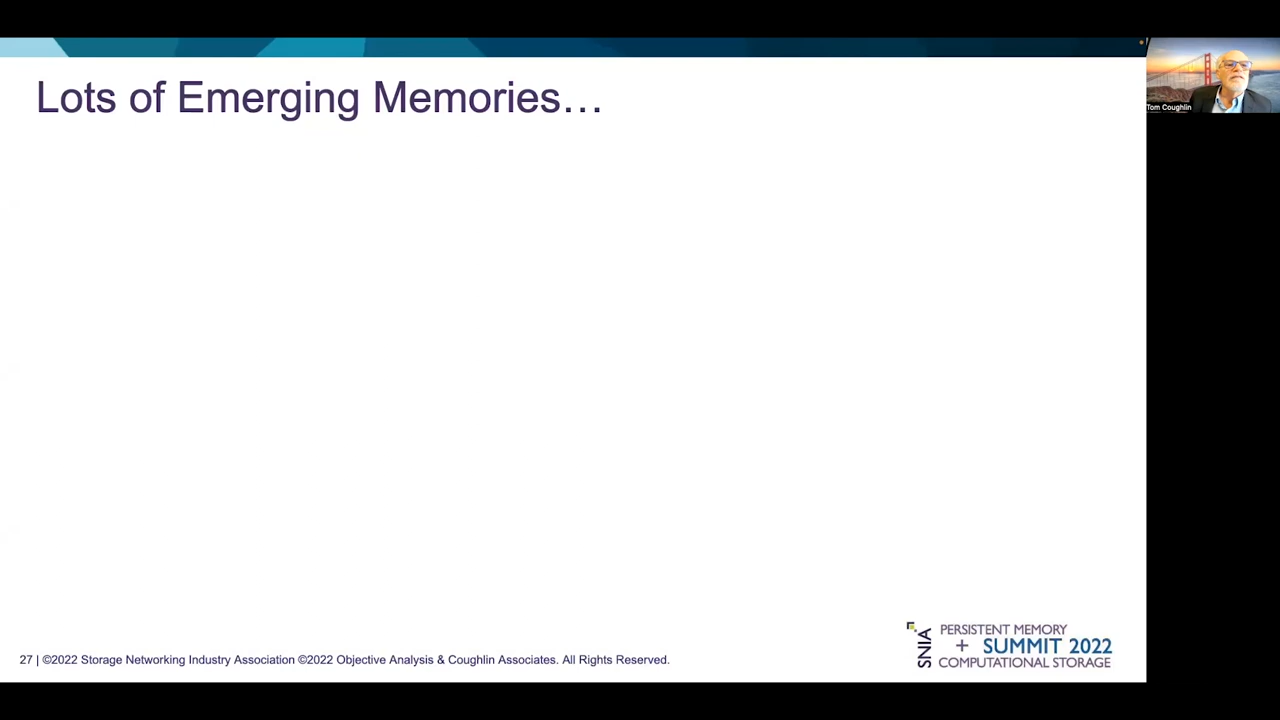 Lots of Emerging Memories…
Tom Coughlin
SNIA
PERSISTENT MEMORY
+ SUMMIT 2022
COMPUTATIONAL STORAGE
27 | ©2022 Storage Networking Industry Association ©2022 Objective Analysis & Coughlin Associates. All Rights Reserved.